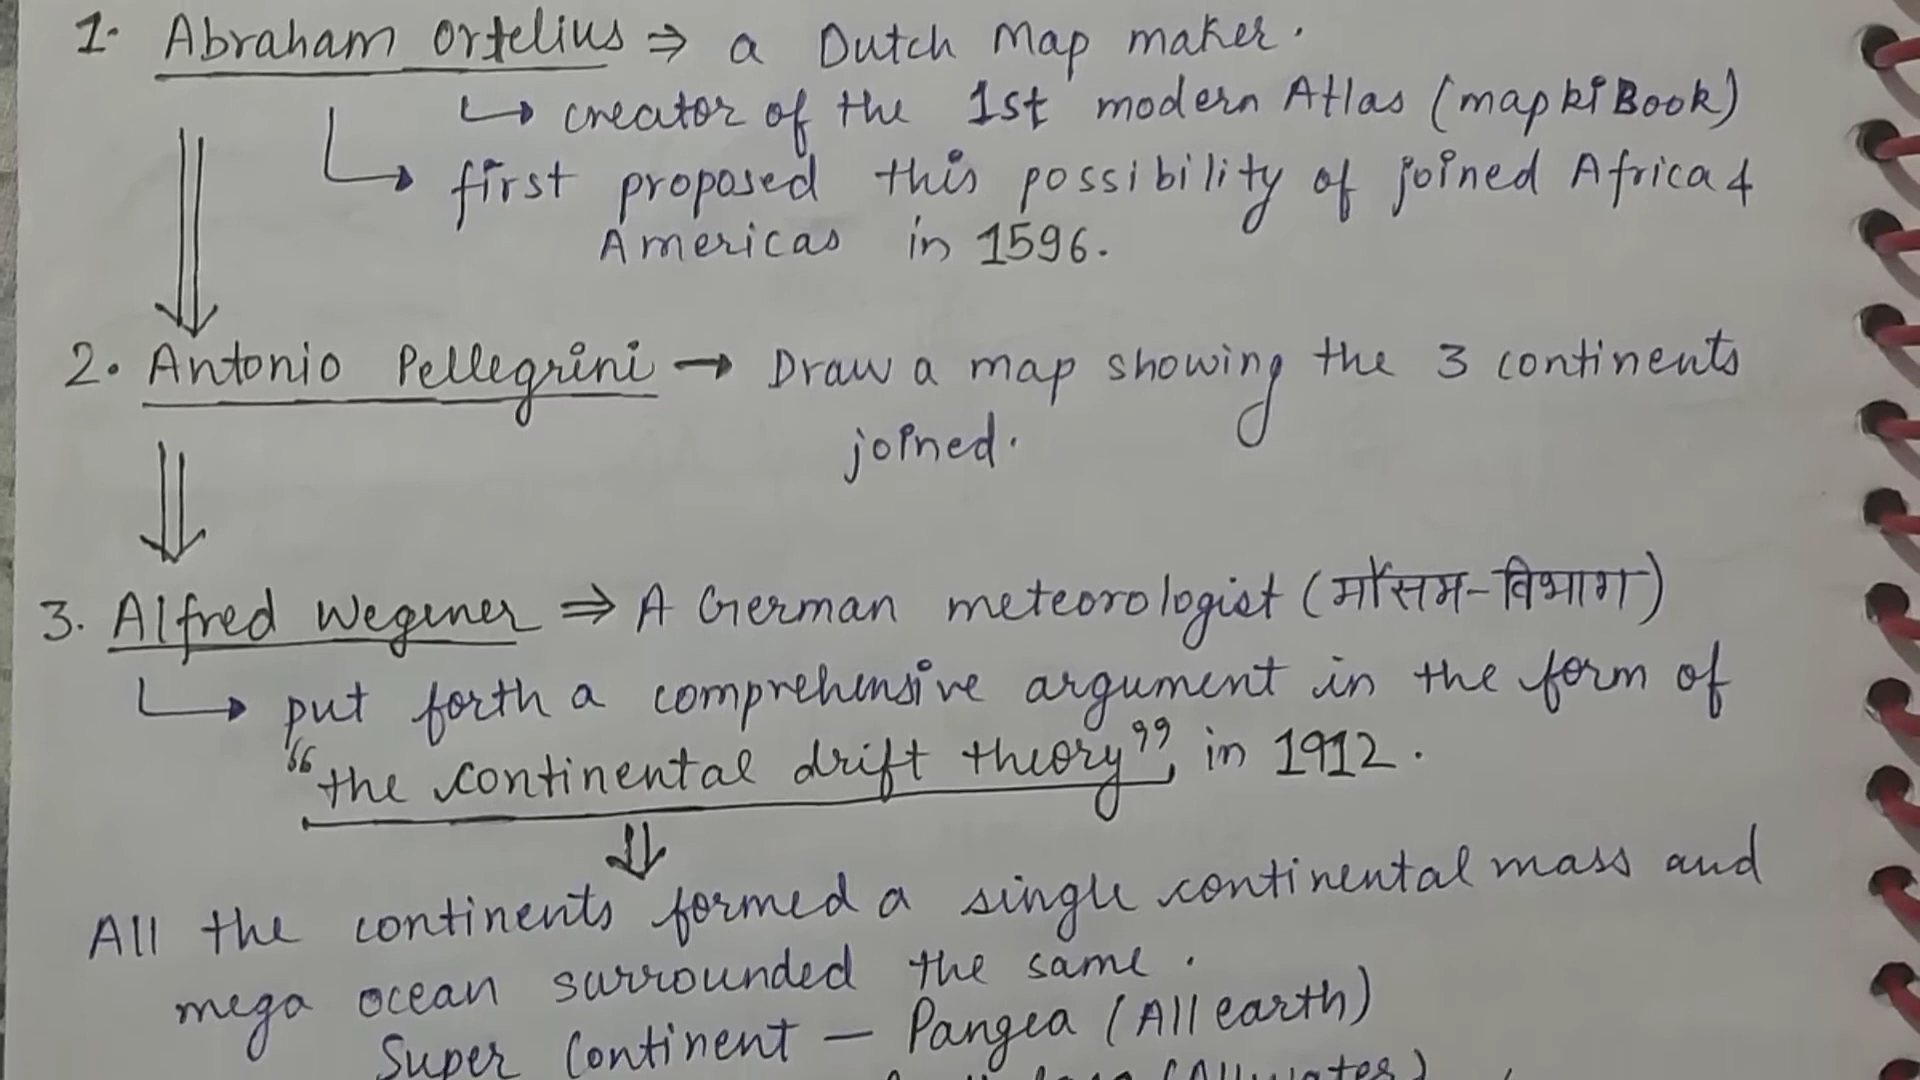 1. Abraham Ortelius ⇒ a Dutch Map maker.
↳ creator of the 1st modern Atlas (map ki Book)
↳ first proposed this possibility of joined Africa &
Americas in 1596.
2. Antonio Pellegrini → Draw a map showing the 3 continents
joined.
3. Alfred Wegener ⇒ A German meteorologist (मौसम-विभाग)
↳ put forth a comprehensive argument in the form of
"the continental drift theory", in 1912.
All the continents formed a single continental mass and
mega ocean surrounded the same.
Super Continent — Pangea (All earth)